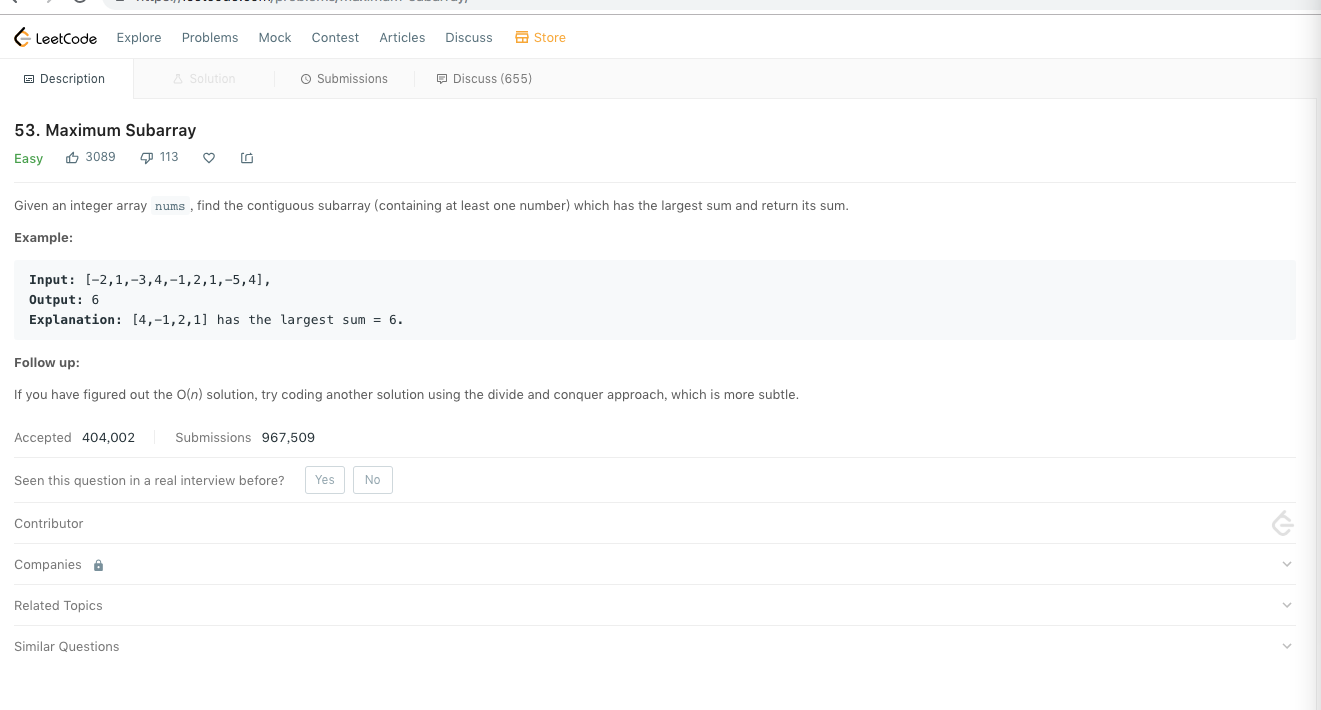 LeetCode Explore Problems Mock Contest Articles Discuss Store
Description Solution Submissions Discuss (655)
53. Maximum Subarray
Easy 3089 113
Given an integer array nums , find the contiguous subarray (containing at least one number) which has the largest sum and return its sum.
Example:
Input: [-2,1,-3,4,-1,2,1,-5,4],
Output: 6
Explanation: [4,-1,2,1] has the largest sum = 6.
Follow up:
If you have figured out the O(n) solution, try coding another solution using the divide and conquer approach, which is more subtle.
Accepted 404,002 Submissions 967,509
Seen this question in a real interview before? Yes No
Contributor
Companies
Related Topics
Similar Questions